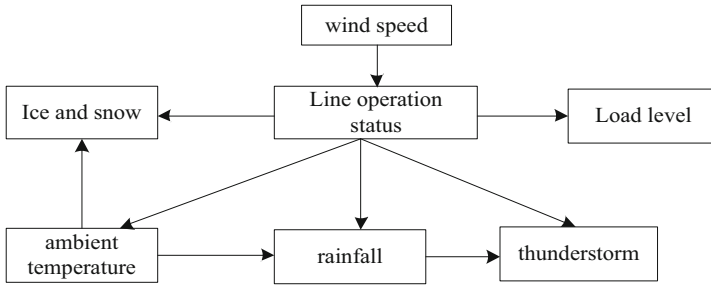 wind speed
Ice and snow
Line operation
status
Load level
ambient
temperature
rainfall
thunderstorm